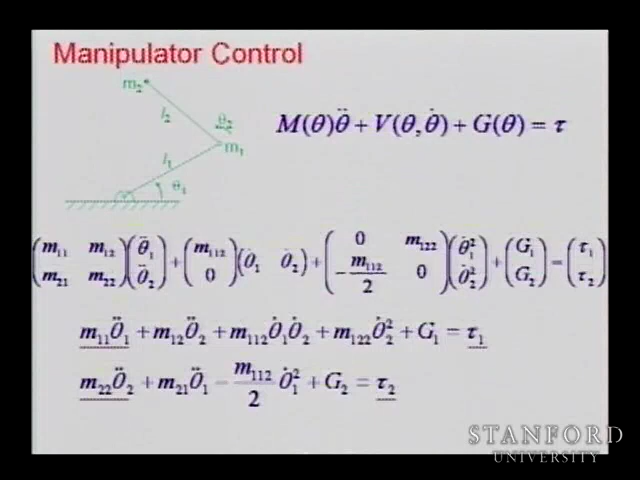 Manipulator Control
m₂
l₂
θ₂
m₁
l₁
θ₁
M(θ)θ̈ + V(θ, θ̇) + G(θ) = τ
(m₁₁ m₁₂; m₂₁ m₂₂)(θ̈₁; θ̈₂) + (m₁₁₂; 0)(θ̇₁ θ̇₂) + (0 m₁₂₂; -m₁₁₂/2 0)(θ̇₁²; θ̇₂²) + (G₁; G₂) = (τ₁; τ₂)
m₁₁θ̈₁ + m₁₂θ̈₂ + m₁₁₂θ̇₁θ̇₂ + m₁₂₂θ̇₂² + G₁ = τ₁
m₂₂θ̈₂ + m₂₁θ̈₁ - m₁₁₂/2 θ̇₁² + G₂ = τ₂
STANFORD
UNIVERSITY